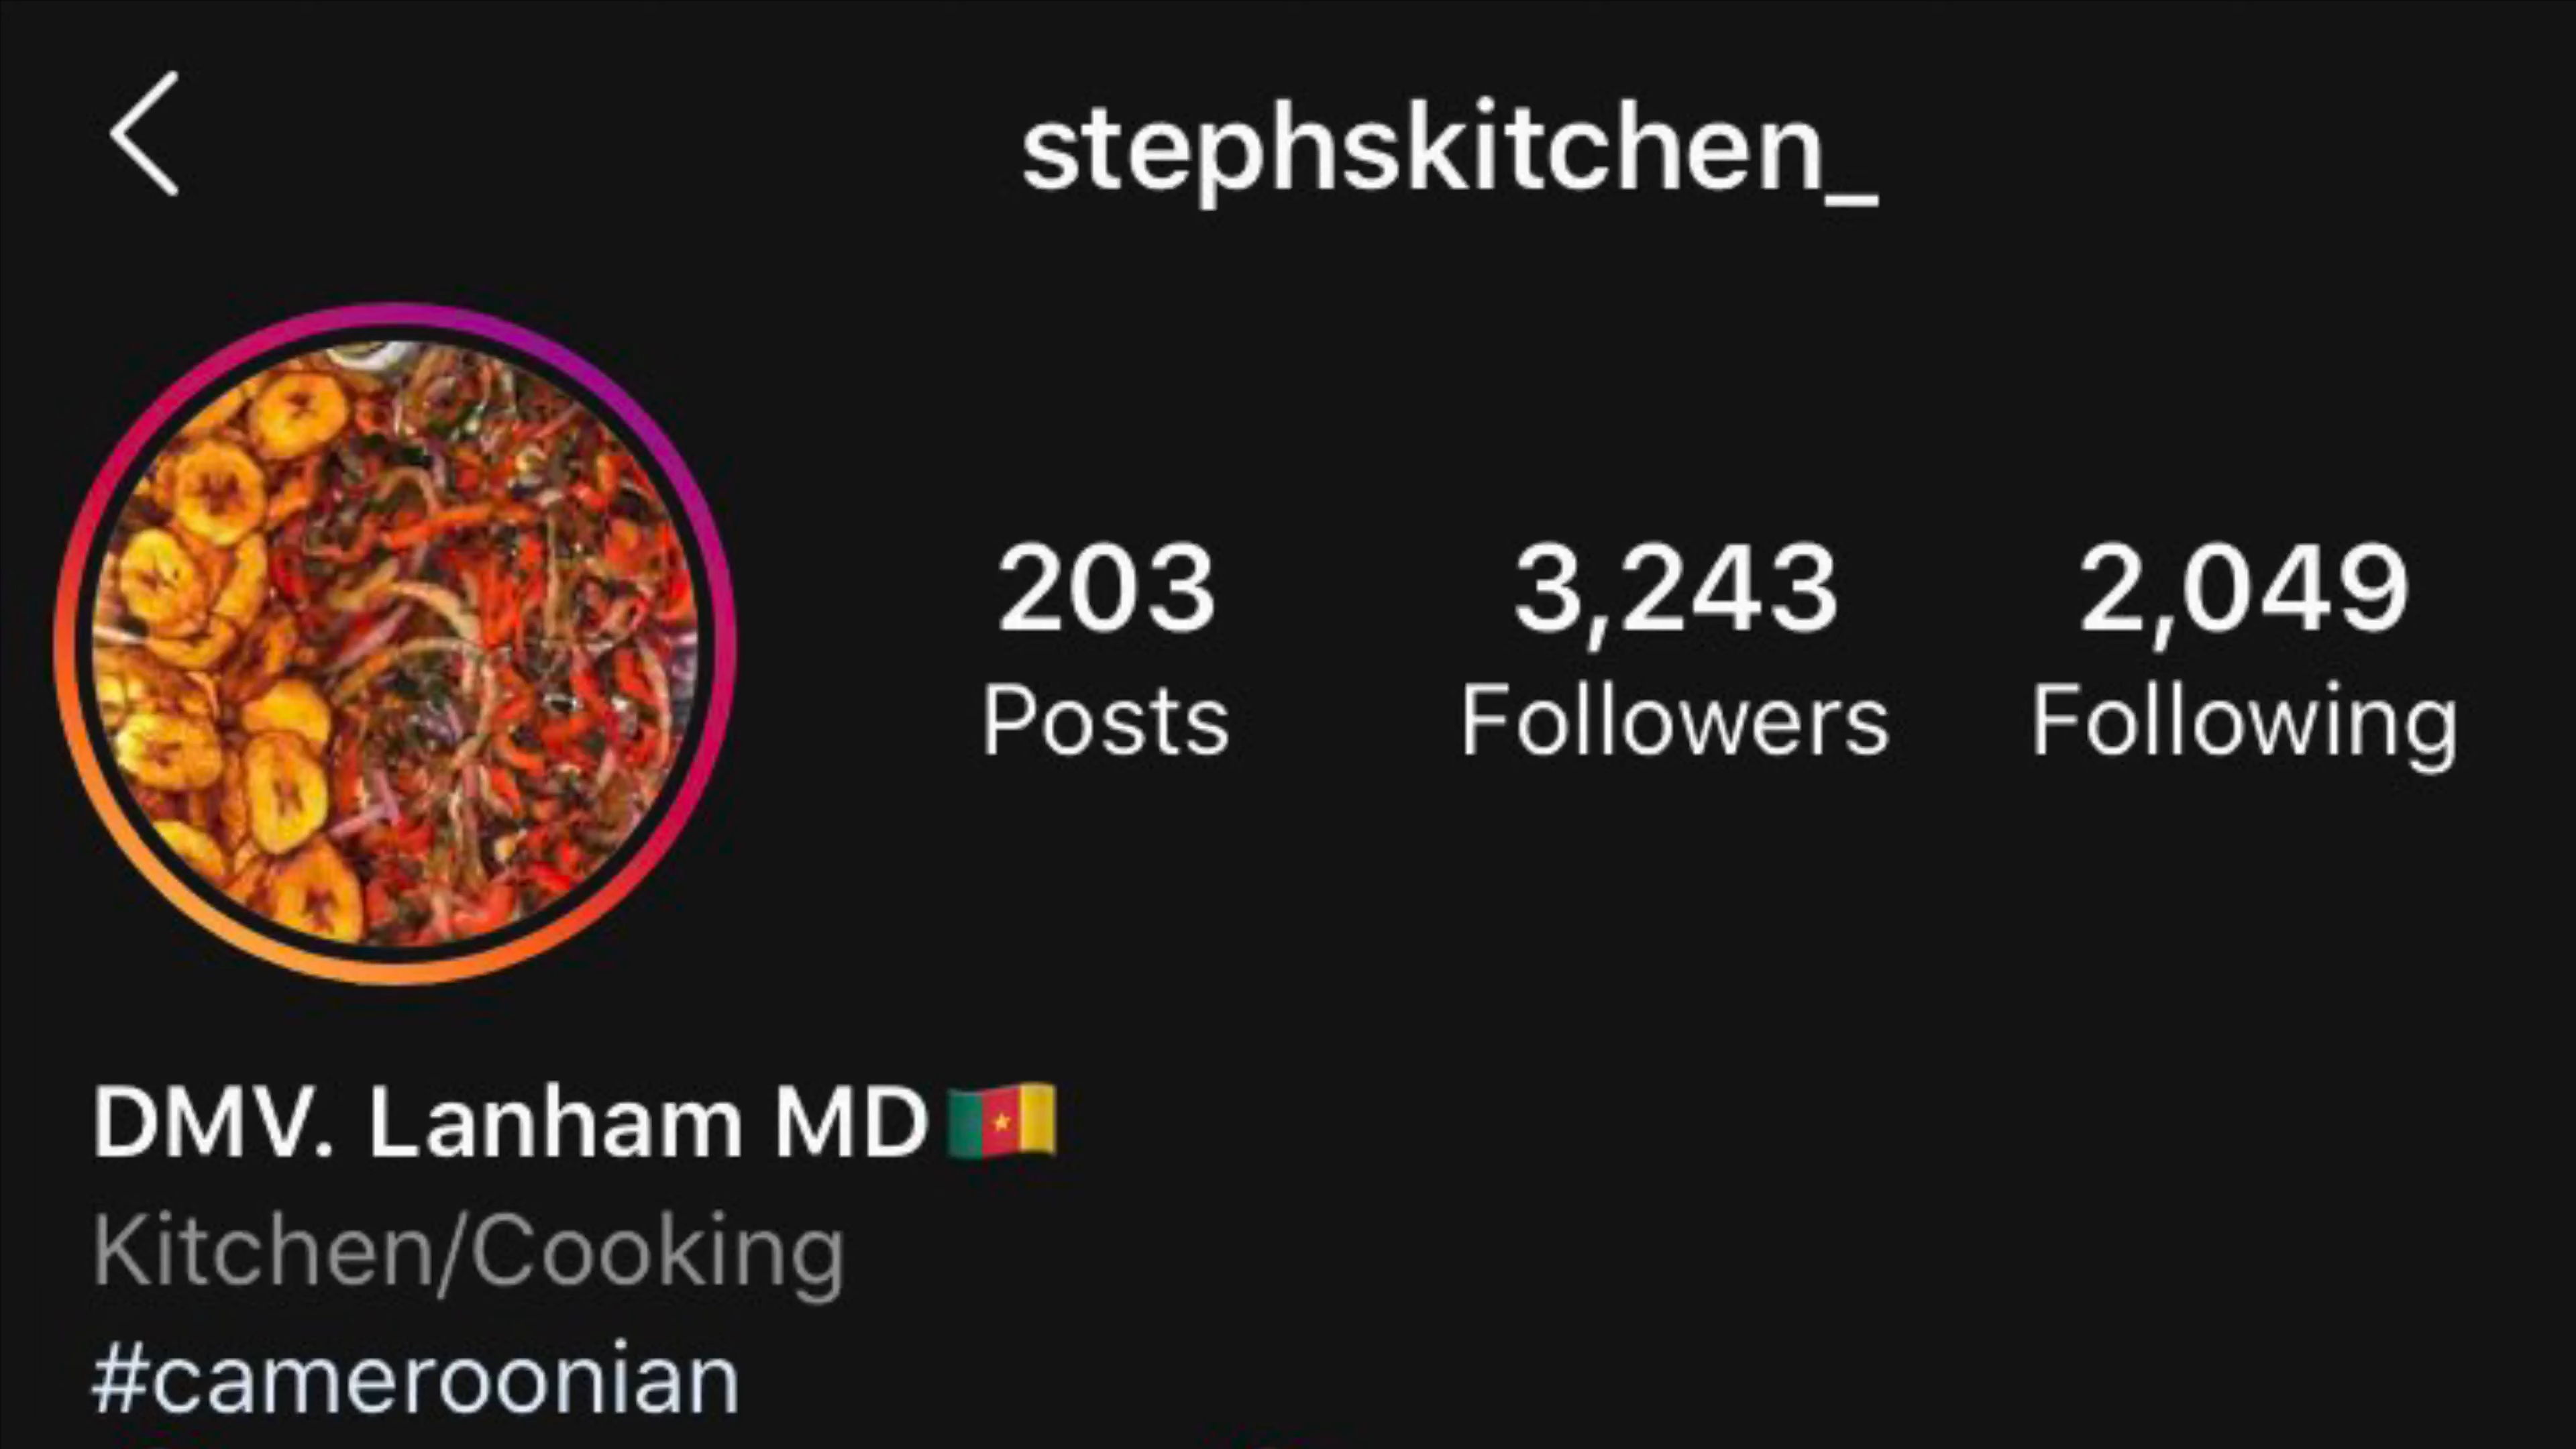 stephskitchen_
203 3,243 2,049
Posts Followers Following
DMV. Lanham MD🇨🇲
Kitchen/Cooking
#cameroonian